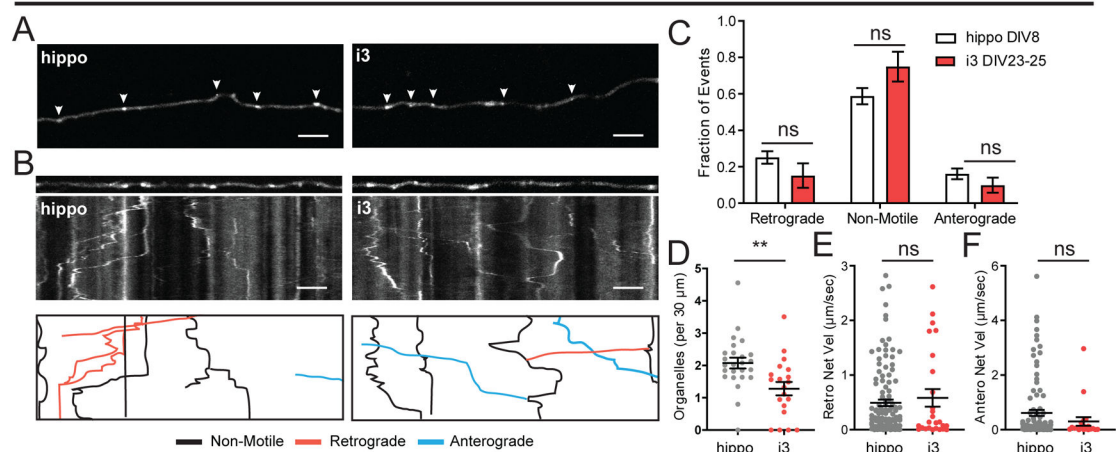 A
hippo
i3
B
hippo
i3
Non-Motile
Retrograde
Anterograde
C
Fraction of Events
1.0
0.8
0.6
0.4
0.2
0.0
ns
ns
ns
hippo DIV8
i3 DIV23-25
Retrograde
Non-Motile
Anterograde
D
**
Organelles (per 30 µm)
5
4
3
2
1
0
hippo
i3
E
ns
Retro Net Vel (µm/sec)
3
2
1
0
hippo
i3
F
ns
Antero Net Vel (µm/sec)
6
4
2
0
hippo
i3